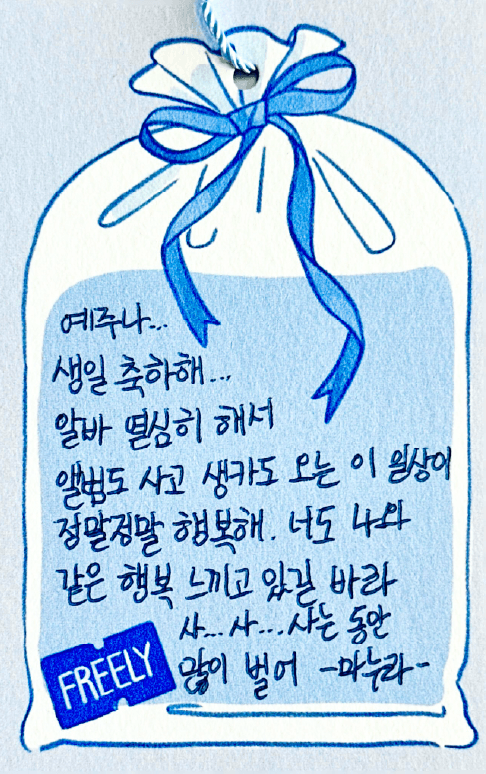 예주나...
생일 축하해...
알바 열심히 해서
앨범도 사고 생카도 오는 이 일상이
정말정말 행복해. 너도 나와
같은 행복 느끼고 있길 바라
사...사...사는 동안
많이 벌어 -마누라-
FREELY